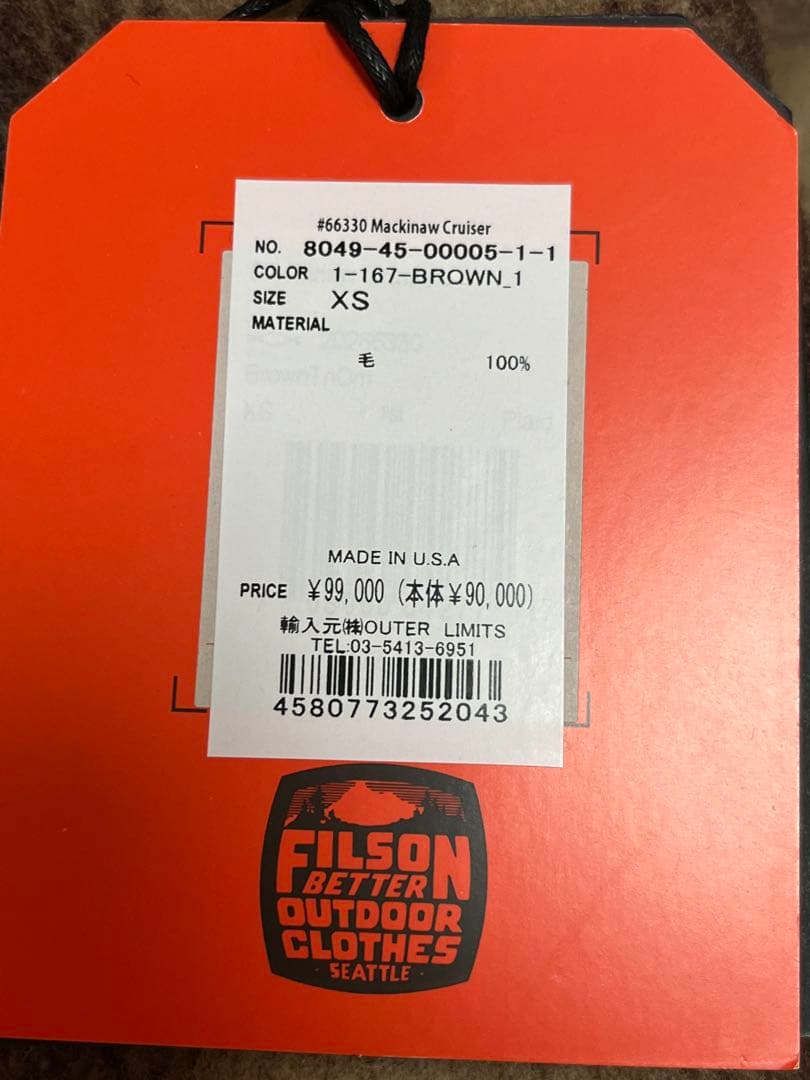 #66330 Mackinaw Cruiser
NO. 8049-45-00005-1-1
COLOR 1-167-BROWN_1
SIZE XS
MATERIAL
毛 100%
MADE IN U.S.A
PRICE ¥99,000 (本体¥90,000)
輸入元㈱OUTER LIMITS
TEL:03-5413-6951
4580773252043
FILSON
BETTER
OUTDOOR
CLOTHES
SEATTLE